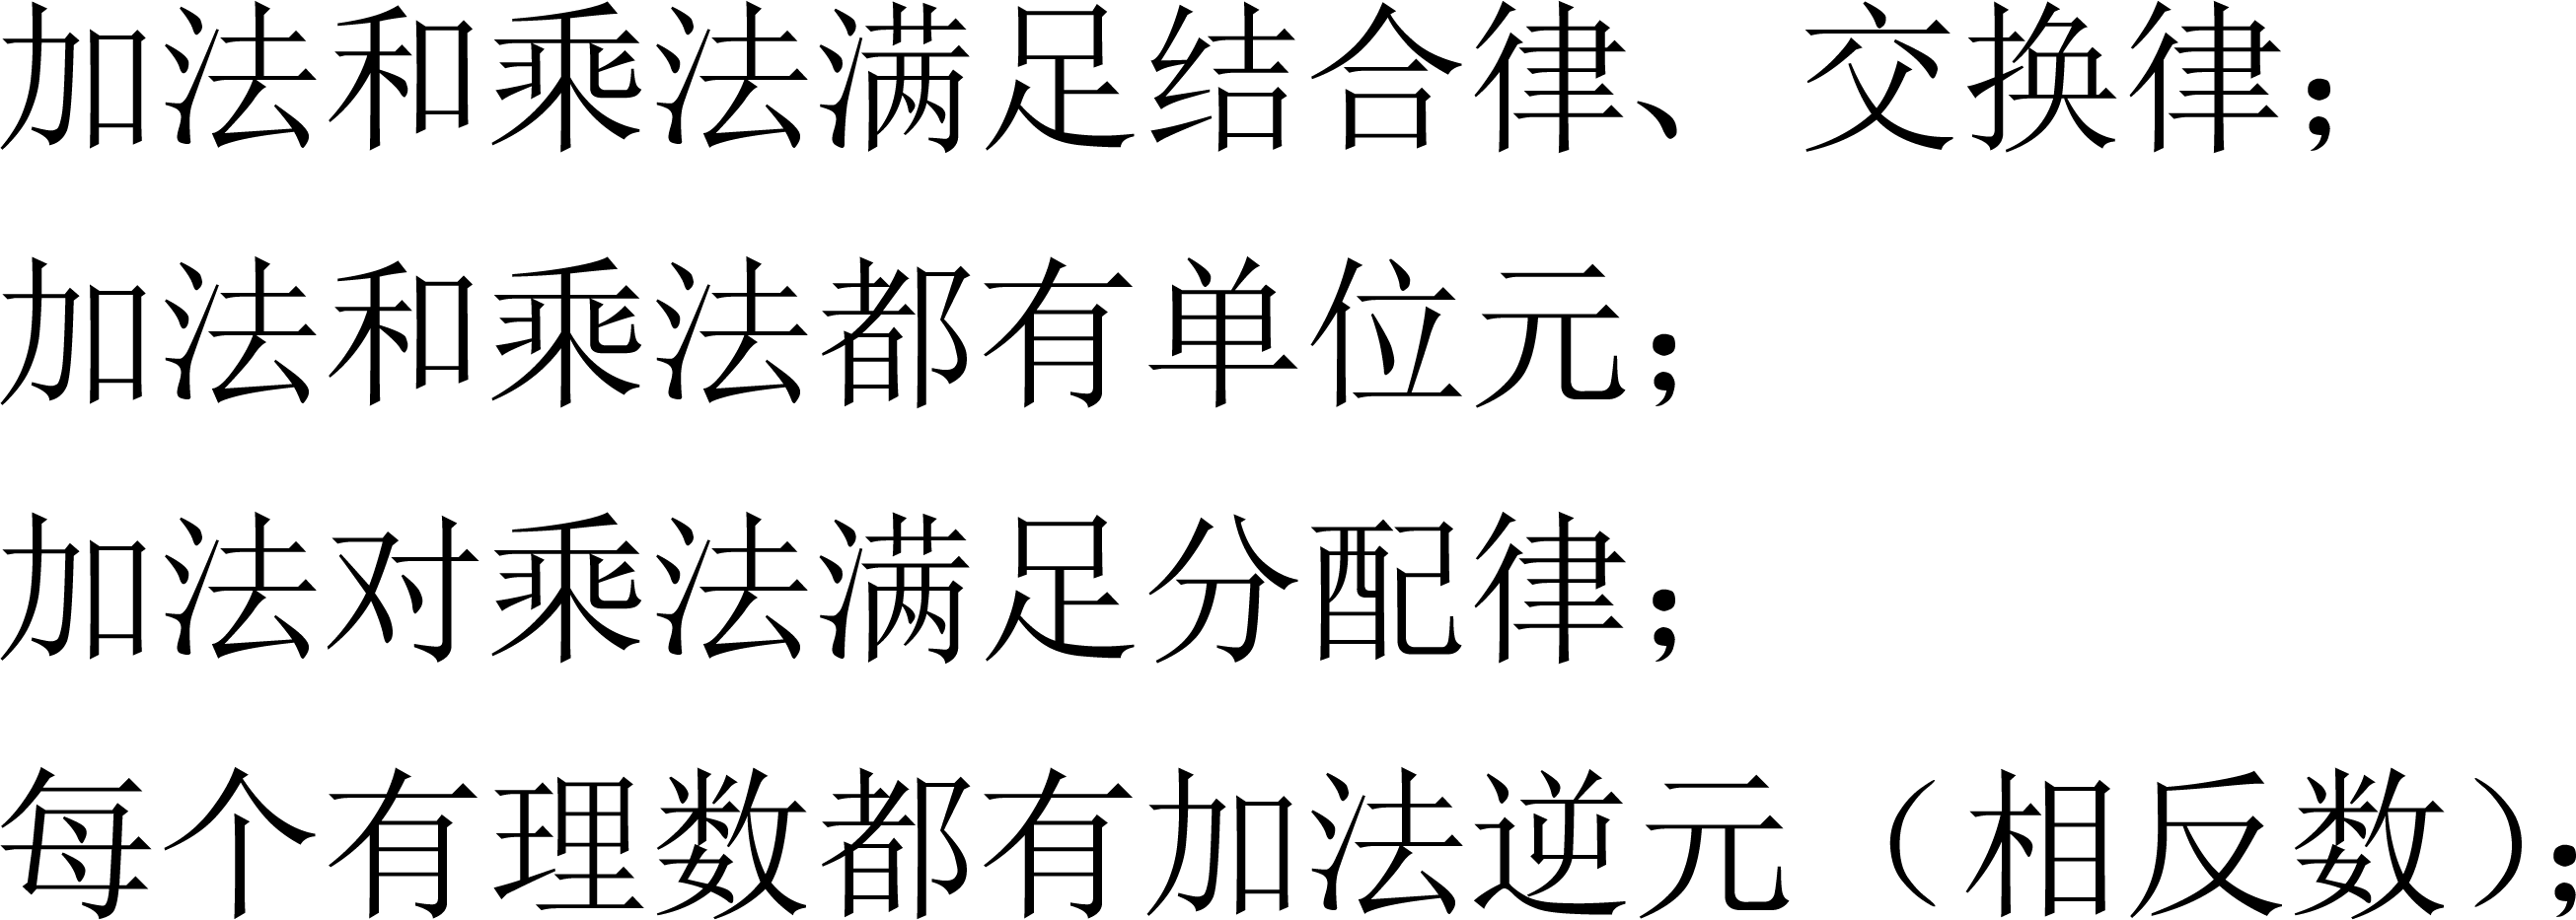 加法和乘法满足结合律、交换律；
加法和乘法都有单位元；
加法对乘法满足分配律；
每个有理数都有加法逆元（相反数）；